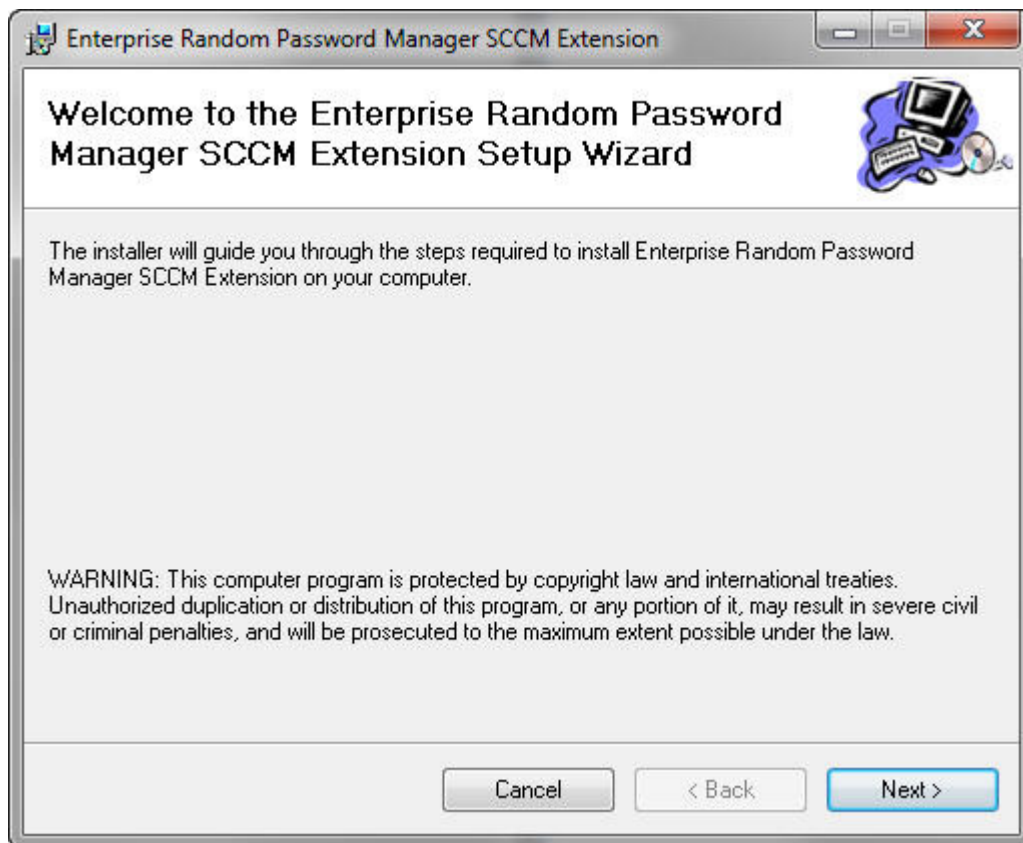 Enterprise Random Password Manager SCCM Extension
Welcome to the Enterprise Random Password
Manager SCCM Extension Setup Wizard
The installer will guide you through the steps required to install Enterprise Random Password
Manager SCCM Extension on your computer.
WARNING: This computer program is protected by copyright law and international treaties.
Unauthorized duplication or distribution of this program, or any portion of it, may result in severe civil
or criminal penalties, and will be prosecuted to the maximum extent possible under the law.
Cancel < Back Next >